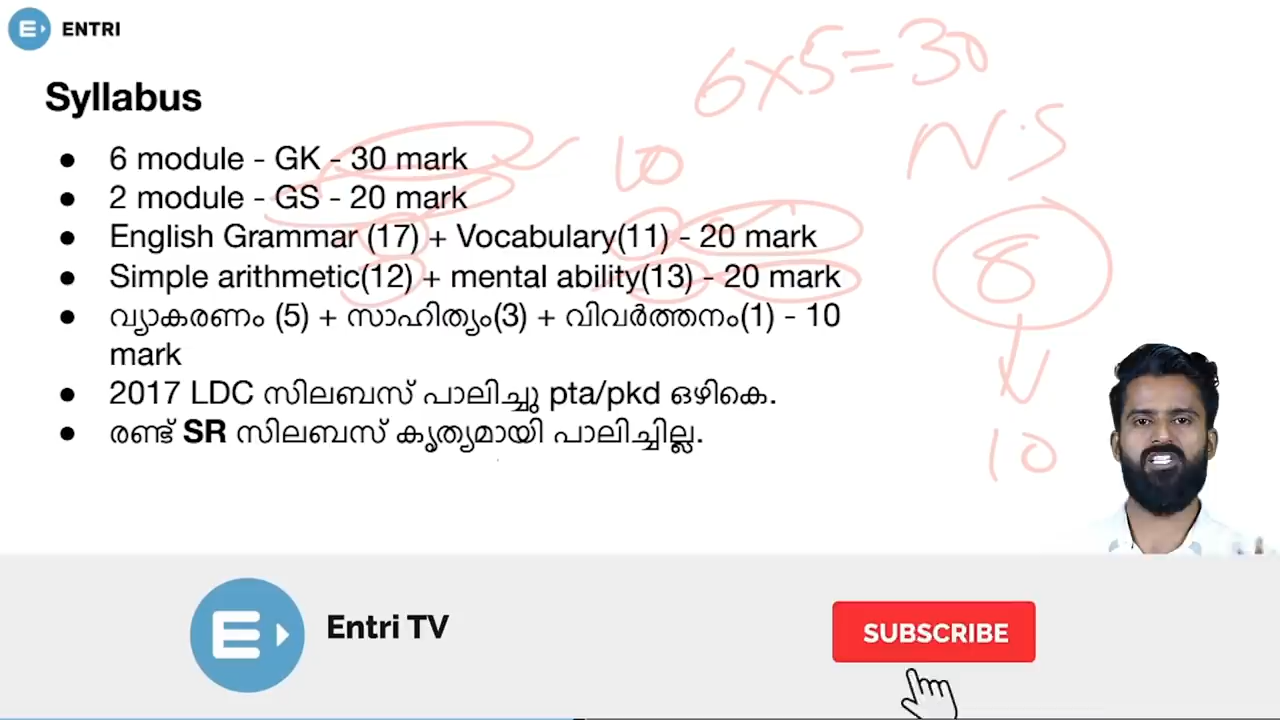 ENTRI
6x5=30
Syllabus
N.S
● 6 module - GK - 30 mark
10
● 2 module - GS - 20 mark
● English Grammar (17) + Vocabulary(11) - 20 mark
8
● Simple arithmetic(12) + mental ability(13) - 20 mark
● വ്യാകരണം (5) + സാഹിത്യം(3) + വിവർത്തനം(1) - 10
mark
● 2017 LDC സിലബസ് പാലിച്ചു pta/pkd ഒഴികെ.
● രണ്ട് SR സിലബസ് കൃത്യമായി പാലിച്ചില്ല.
10
Entri TV
SUBSCRIBE